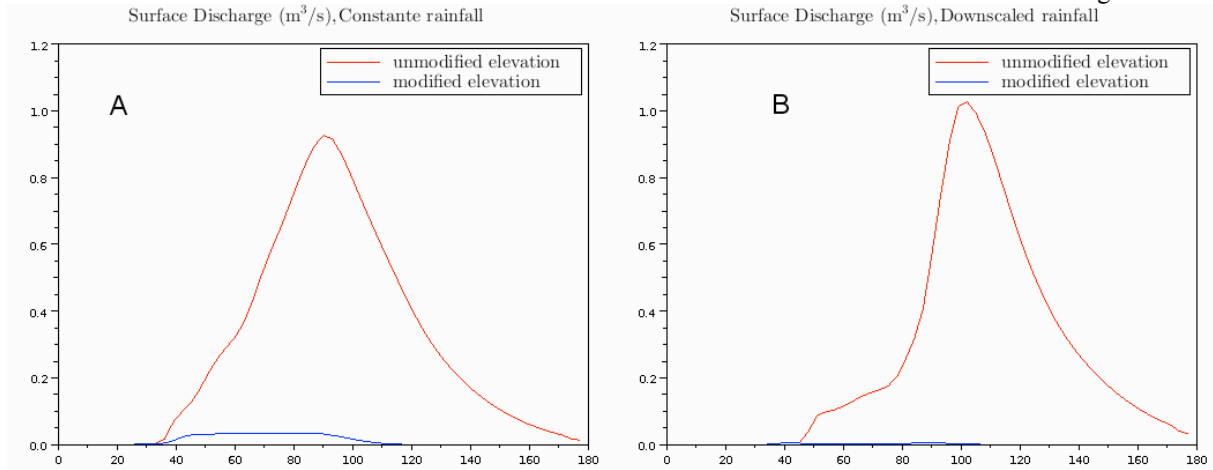 Surface Discharge (m³/s),Constante rainfall
unmodified elevation
modified elevation
A
1.2
1.0
0.8
0.6
0.4
0.2
0.0
0 20 40 60 80 100 120 140 160 180
Surface Discharge (m³/s),Downscaled rainfall
unmodified elevation
modified elevation
B
1.2
1.0
0.8
0.6
0.4
0.2
0.0
0 20 40 60 80 100 120 140 160 180